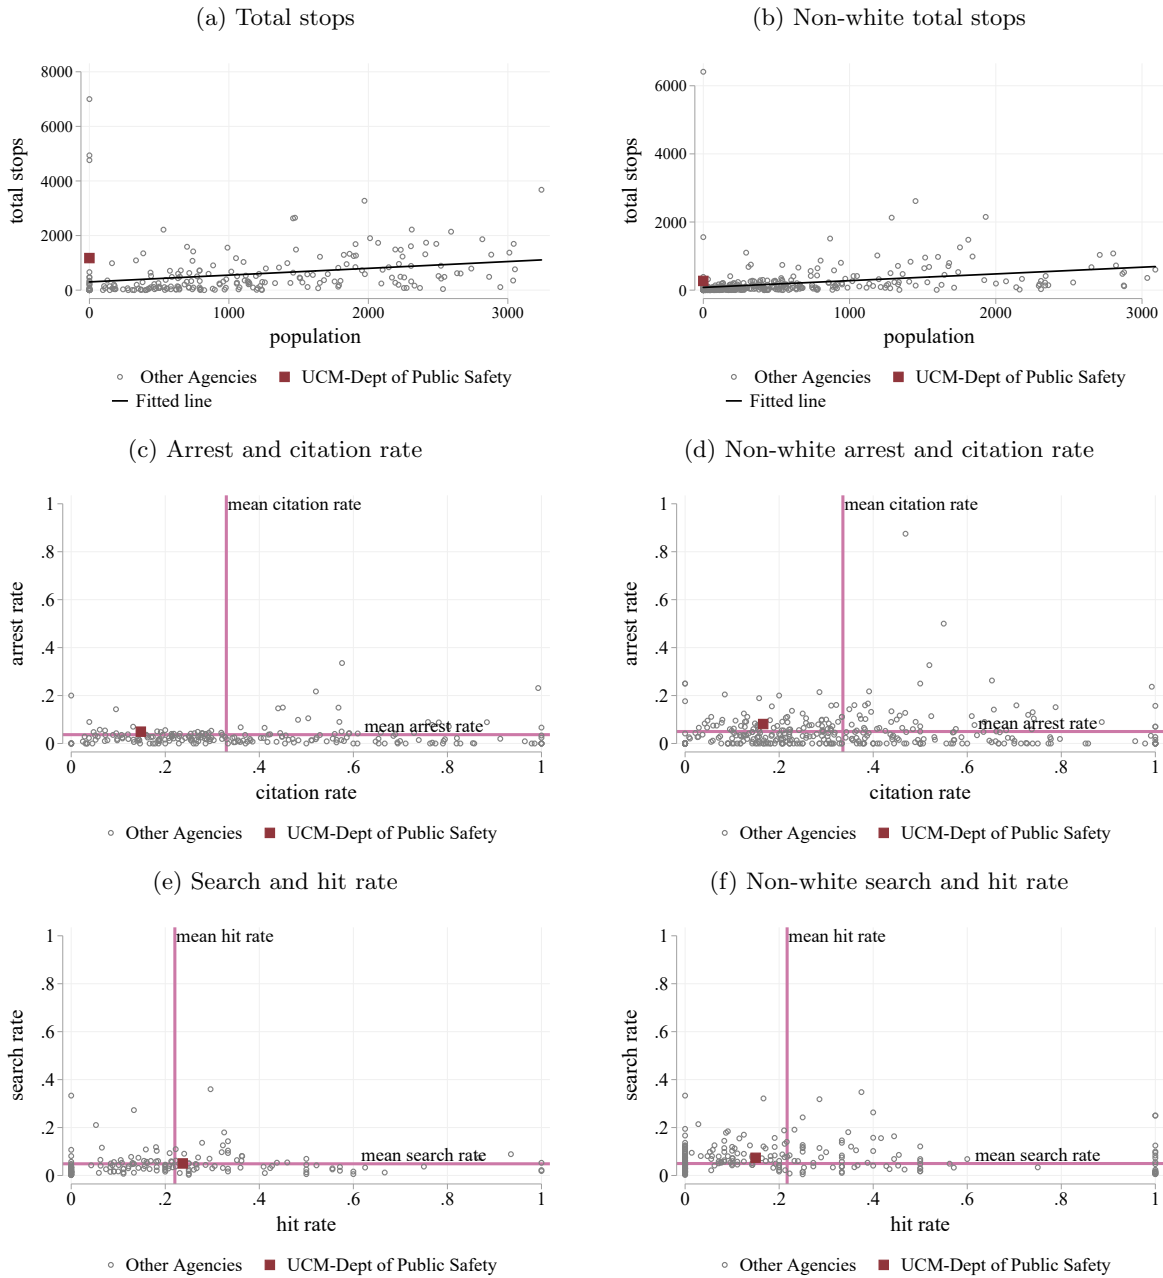 (a) Total stops
(b) Non-white total stops
total stops
8000
6000
4000
2000
0
0 1000 2000 3000
population
Other Agencies UCM-Dept of Public Safety
Fitted line
total stops
6000
4000
2000
0
0 1000 2000 3000
population
Other Agencies UCM-Dept of Public Safety
Fitted line
(c) Arrest and citation rate
(d) Non-white arrest and citation rate
arrest rate
1
.8
.6
.4
.2
0
mean citation rate
mean arrest rate
0 .2 .4 .6 .8 1
citation rate
Other Agencies UCM-Dept of Public Safety
arrest rate
1
.8
.6
.4
.2
0
mean citation rate
mean arrest rate
0 .2 .4 .6 .8 1
citation rate
Other Agencies UCM-Dept of Public Safety
(e) Search and hit rate
(f) Non-white search and hit rate
search rate
1
.8
.6
.4
.2
0
mean hit rate
mean search rate
0 .2 .4 .6 .8 1
hit rate
Other Agencies UCM-Dept of Public Safety
search rate
1
.8
.6
.4
.2
0
mean hit rate
mean search rate
0 .2 .4 .6 .8 1
hit rate
Other Agencies UCM-Dept of Public Safety